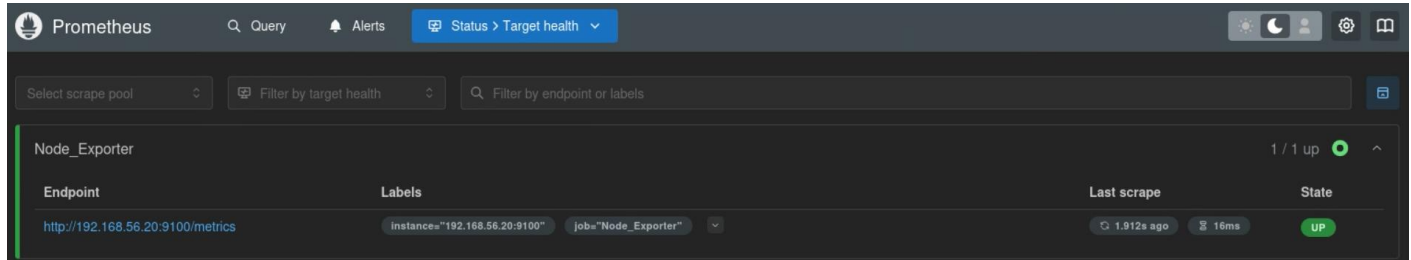 Prometheus Query Alerts Status > Target health
Select scrape pool Filter by target health Filter by endpoint or labels
Node_Exporter 1 / 1 up
Endpoint Labels Last scrape State
http://192.168.56.20:9100/metrics instance="192.168.56.20:9100" job="Node_Exporter" 1.912s ago 16ms UP